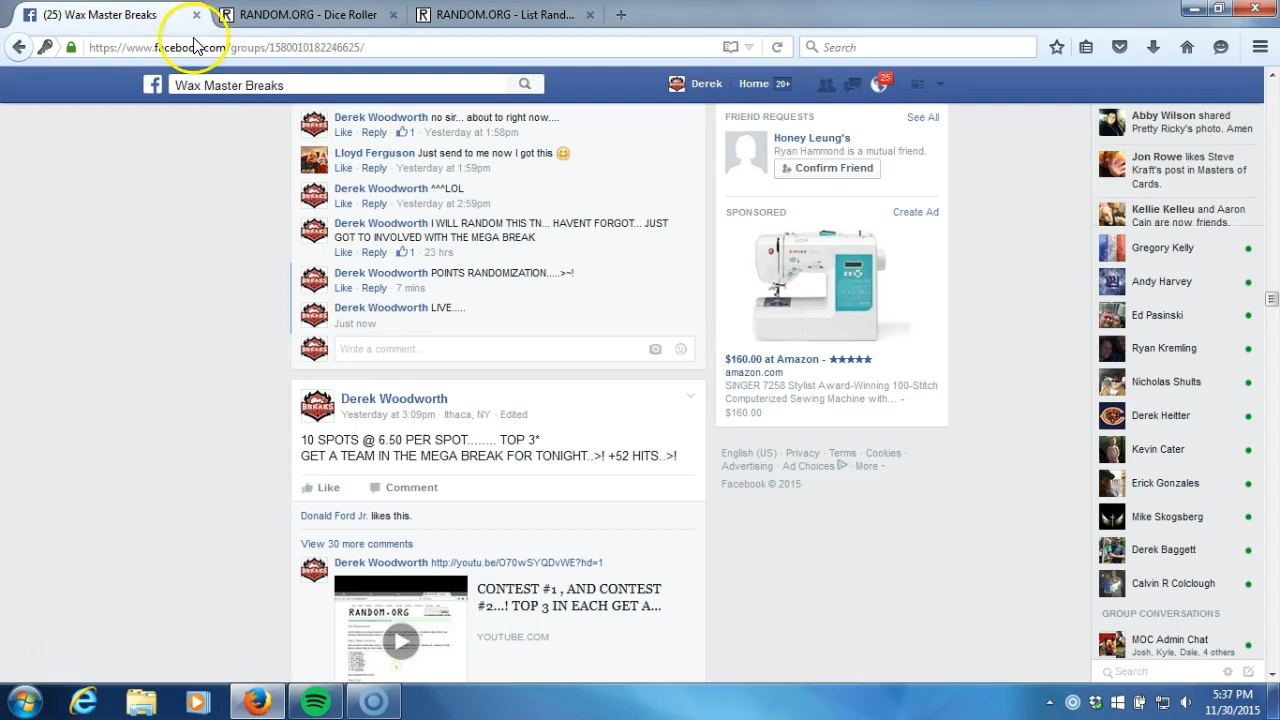 (25) Wax Master Breaks
RANDOM.ORG - Dice Roller
RANDOM.ORG - List Rand...
https://www.facebook.com/groups/1580010182246625/
Search
Wax Master Breaks
Derek
Home 20+
25
Derek Woodworth no sir... about to right now....
Like · Reply · 1 · Yesterday at 1:58pm
Lloyd Ferguson Just send to me now I got this
Like · Reply · Yesterday at 1:59pm
Derek Woodworth ^^^LOL
Like · Reply · Yesterday at 2:59pm
Derek Woodworth I WILL RANDOM THIS TN... HAVENT FORGOT... JUST
GOT TO INVOLVED WITH THE MEGA BREAK
Like · Reply · 1 · 23 hrs
Derek Woodworth POINTS RANDOMIZATION.....>~!
Like · Reply · 7 mins
Derek Woodworth LIVE.....
Just now
Write a comment...
Derek Woodworth
Yesterday at 3:09pm · Ithaca, NY · Edited
10 SPOTS @ 6.50 PER SPOT........ TOP 3*
GET A TEAM IN THE MEGA BREAK FOR TONIGHT..>! +52 HITS..>!
Like Comment
Donald Ford Jr. likes this.
View 30 more comments
Derek Woodworth http://youtu.be/O70wSYQDvWE?hd=1
RANDOM.ORG
CONTEST #1 , AND CONTEST
#2...! TOP 3 IN EACH GET A...
YOUTUBE.COM
FRIEND REQUESTS
See All
Honey Leung's
Ryan Hammond is a mutual friend.
Confirm Friend
SPONSORED
Create Ad
$160.00 at Amazon - ★★★★★
amazon.com
SINGER 7258 Stylist Award-Winning 100-Stitch
Computerized Sewing Machine with... -
$160.00
English (US) · Privacy · Terms · Cookies ·
Advertising · Ad Choices · More
Facebook © 2015
Abby Wilson shared
Pretty Ricky's photo. Amen
Jon Rowe likes Steve
Kraft's post in Masters of
Cards.
Kellie Kelleu and Aaron
Cain are now friends.
Gregory Kelly
Andy Harvey
Ed Pasinski
Ryan Kremling
Nicholas Shults
Derek Heitter
Kevin Cater
Erick Gonzales
Mike Skogsberg
Derek Baggett
Calvin R Colclough
GROUP CONVERSATIONS
MOC Admin Chat
Josh, Kyle, Dale, 4 others
Search
5:37 PM
11/30/2015